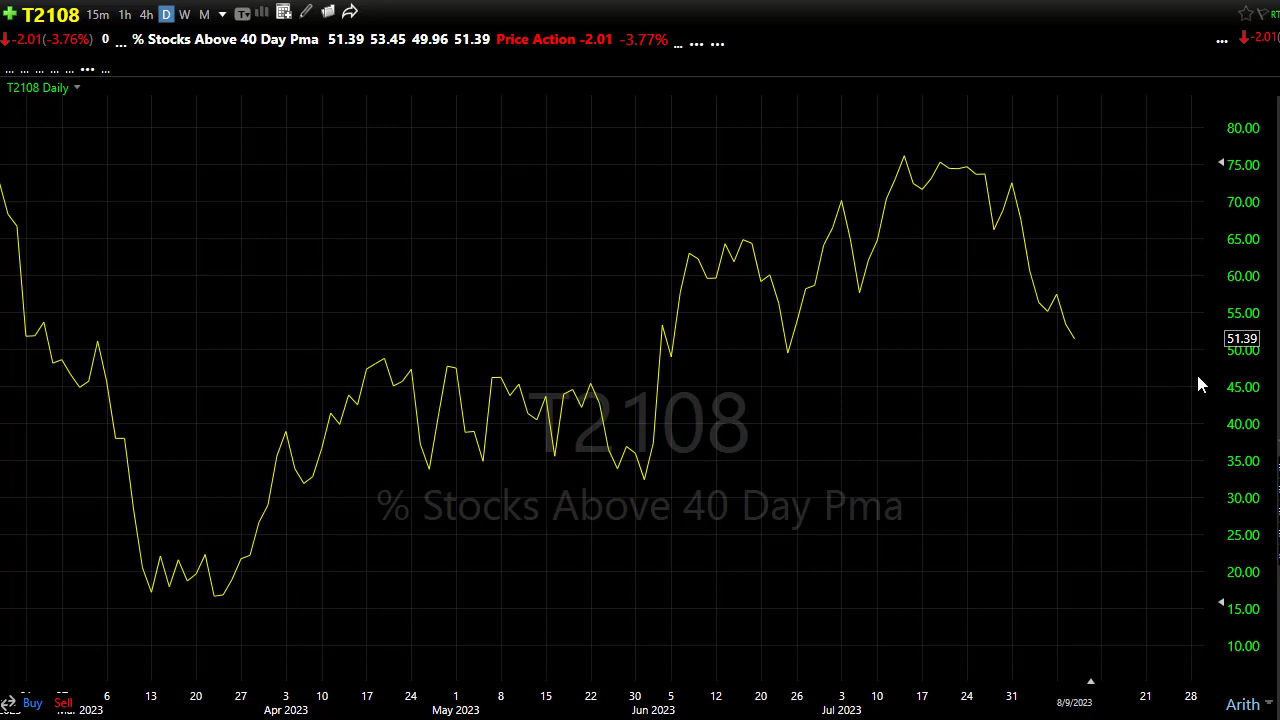 T2108 15m 1h 4h D W M T RT
-2.01(-3.76%) 0 ... % Stocks Above 40 Day Pma 51.39 53.45 49.96 51.39 Price Action -2.01 -3.77% ... ... ... ... -2.01(
... ... ... ... ... ... ...
T2108 Daily
80.00
75.00
70.00
65.00
60.00
55.00
51.39
50.00
45.00
40.00
35.00
30.00
25.00
20.00
15.00
10.00
T2108
% Stocks Above 40 Day Pma
6 13 20 27 3 10 17 24 1 8 15 22 30 5 12 20 26 3 10 17 24 31 8/9/2023 21 28
Buy Sell Arith
2023 Apr 2023 May 2023 Jun 2023 Jul 2023